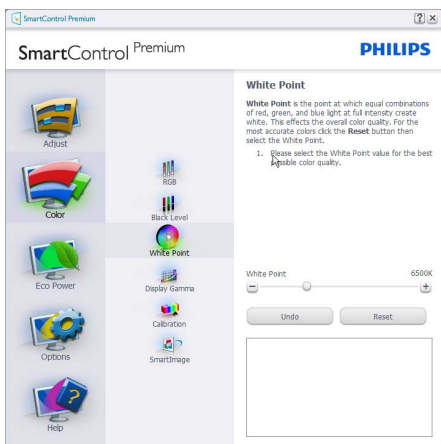 SmartControl Premium
SmartControl Premium
PHILIPS
Adjust
Color
Eco Power
Options
Help
RGB
Black Level
White Point
Display Gamma
Calibration
SmartImage
White Point
White Point is the point at which equal combinations
of red, green, and blue light at full intensity create
white. This effects the overall color quality. For the
most accurate colors click the Reset button then
select the White Point.
1. Please select the White Point value for the best
possible color quality.
White Point 6500K
Undo Reset